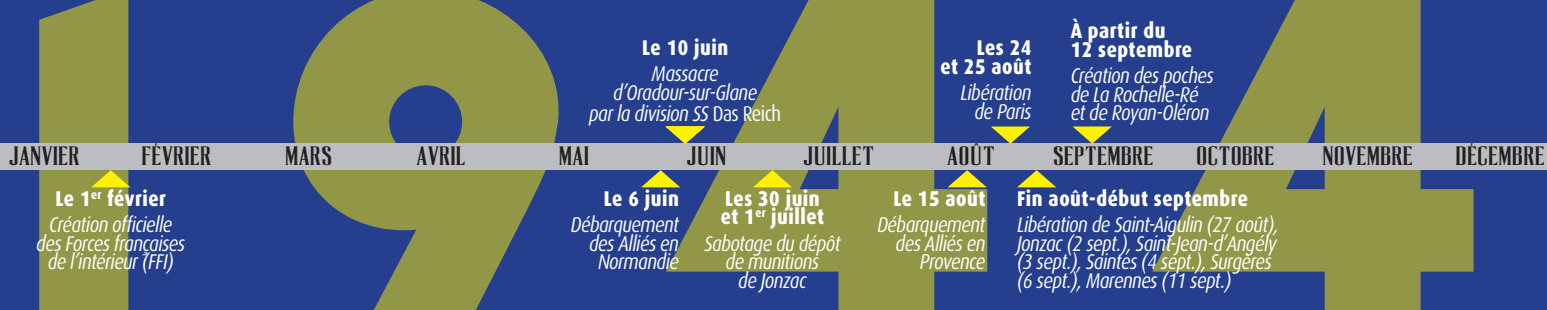 1944
Le 10 juin
Massacre
d'Oradour-sur-Glane
par la division SS Das Reich
Les 24
et 25 août
Libération
de Paris
À partir du
12 septembre
Création des poches
de La Rochelle-Ré
et de Royan-Oléron
JANVIER FÉVRIER MARS AVRIL MAI JUIN JUILLET AOÛT SEPTEMBRE OCTOBRE NOVEMBRE DÉCEMBRE
Le 1er février
Création officielle
des Forces françaises
de l'intérieur (FFI)
Le 6 juin
Débarquement
des Alliés en
Normandie
Les 30 juin
et 1er juillet
Sabotage du dépôt
de munitions
de Jonzac
Le 15 août
Débarquement
des Alliés en
Provence
Fin août-début septembre
Libération de Saint-Aigulin (27 août),
Jonzac (2 sept.), Saint-Jean-d'Angély
(3 sept.), Saintes (4 sept.), Surgères
(6 sept.), Marennes (11 sept.)